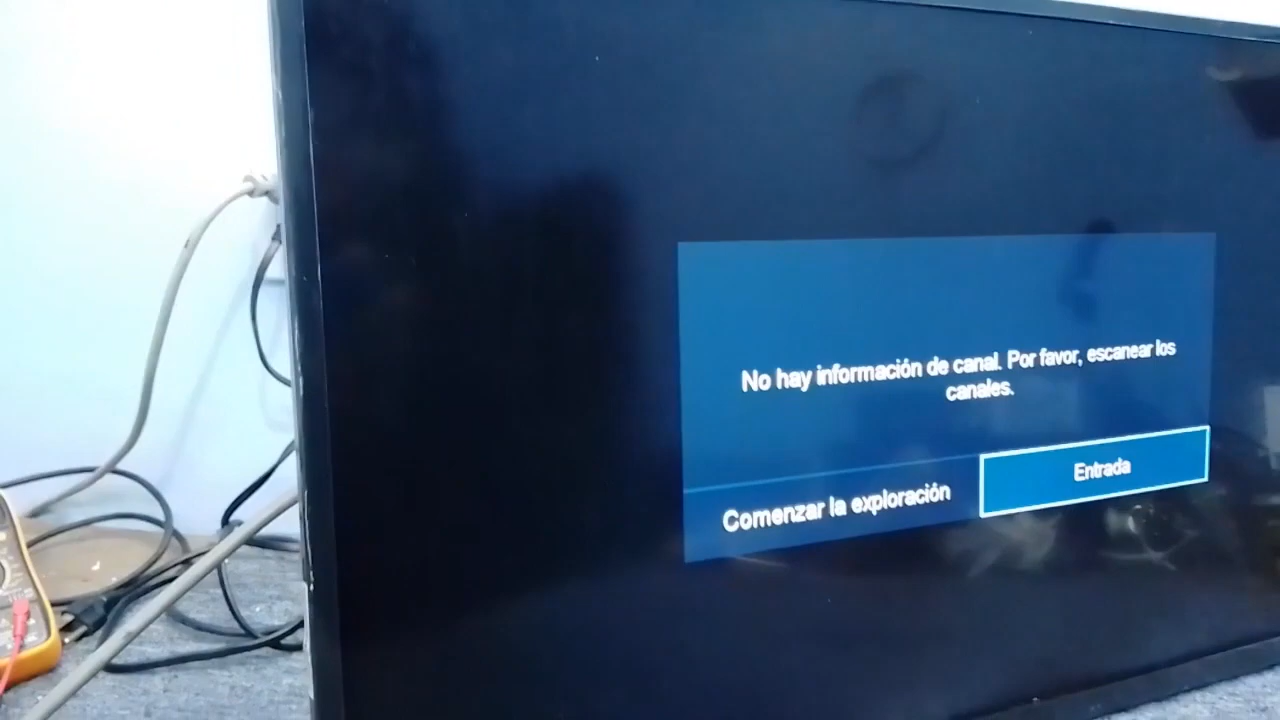 No hay información de canal. Por favor, escanear los
canales.
Comenzar la exploración
Entrada